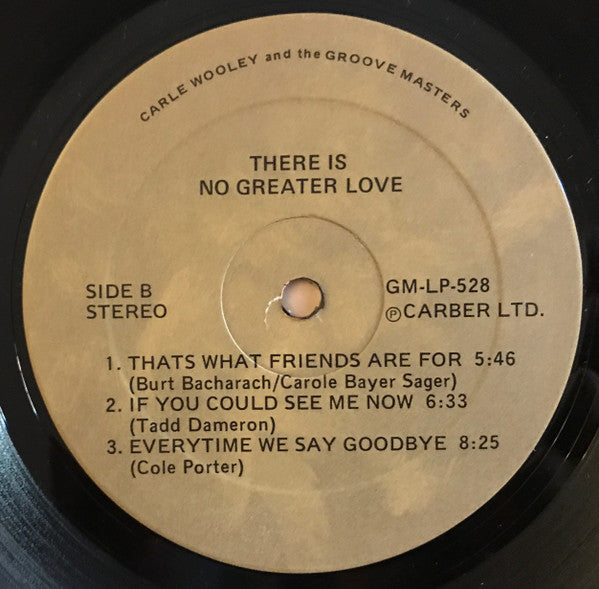 CARLE WOOLEY and the GROOVE MASTERS
THERE IS
NO GREATER LOVE
SIDE B
STEREO
GM-LP-528
℗CARBER LTD.
1. THATS WHAT FRIENDS ARE FOR 5:46
(Burt Bacharach/Carole Bayer Sager)
2. IF YOU COULD SEE ME NOW 6:33
(Tadd Dameron)
3. EVERYTIME WE SAY GOODBYE 8:25
(Cole Porter)